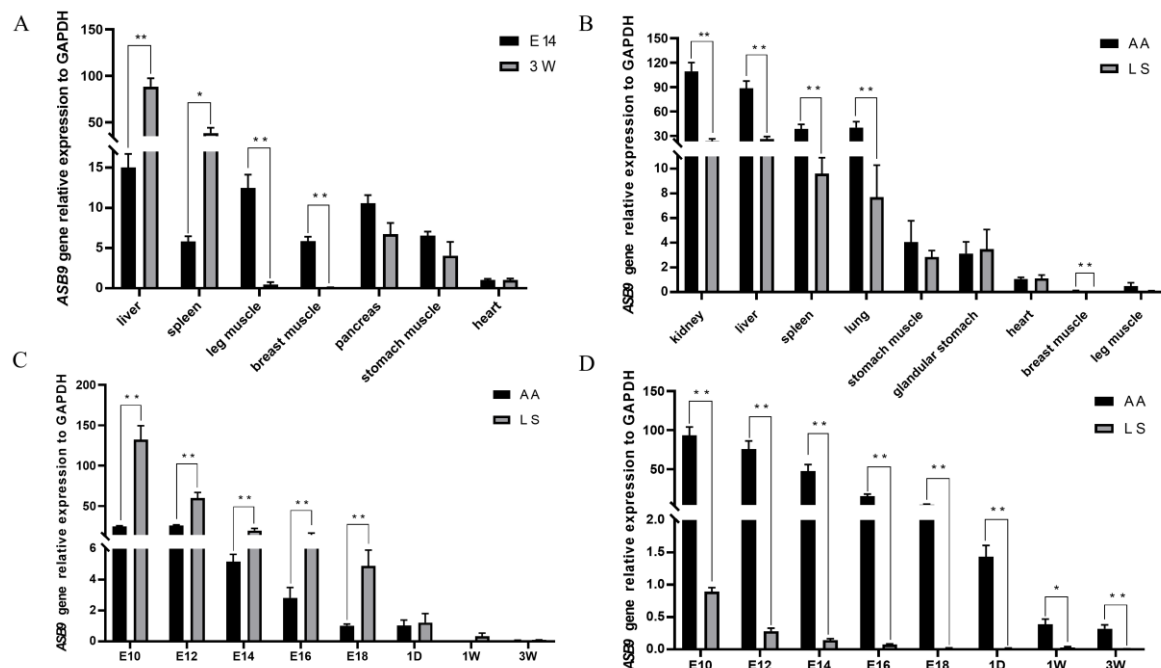 A
ASB9 gene relative expression to GAPDH
150
100
50
15
10
5
0
E14
3W
**
*
**
**
liver
spleen
leg muscle
breast muscle
pancreas
stomach muscle
heart
B
ASB9 gene relative expression to GAPDH
150
120
90
60
30
10
8
6
4
2
0
AA
LS
**
**
**
**
**
kidney
liver
spleen
lung
stomach muscle
glandular stomach
heart
breast muscle
leg muscle
C
ASB9 gene relative expression to GAPDH
200
150
100
50
6
4
2
0
AA
LS
**
**
**
**
**
E10 E12 E14 E16 E18 1D 1W 3W
D
ASB9 gene relative expression to GAPDH
150
100
50
2.0
1.5
1.0
0.5
0.0
AA
LS
**
**
**
**
**
**
*
**
E10 E12 E14 E16 E18 1D 1W 3W